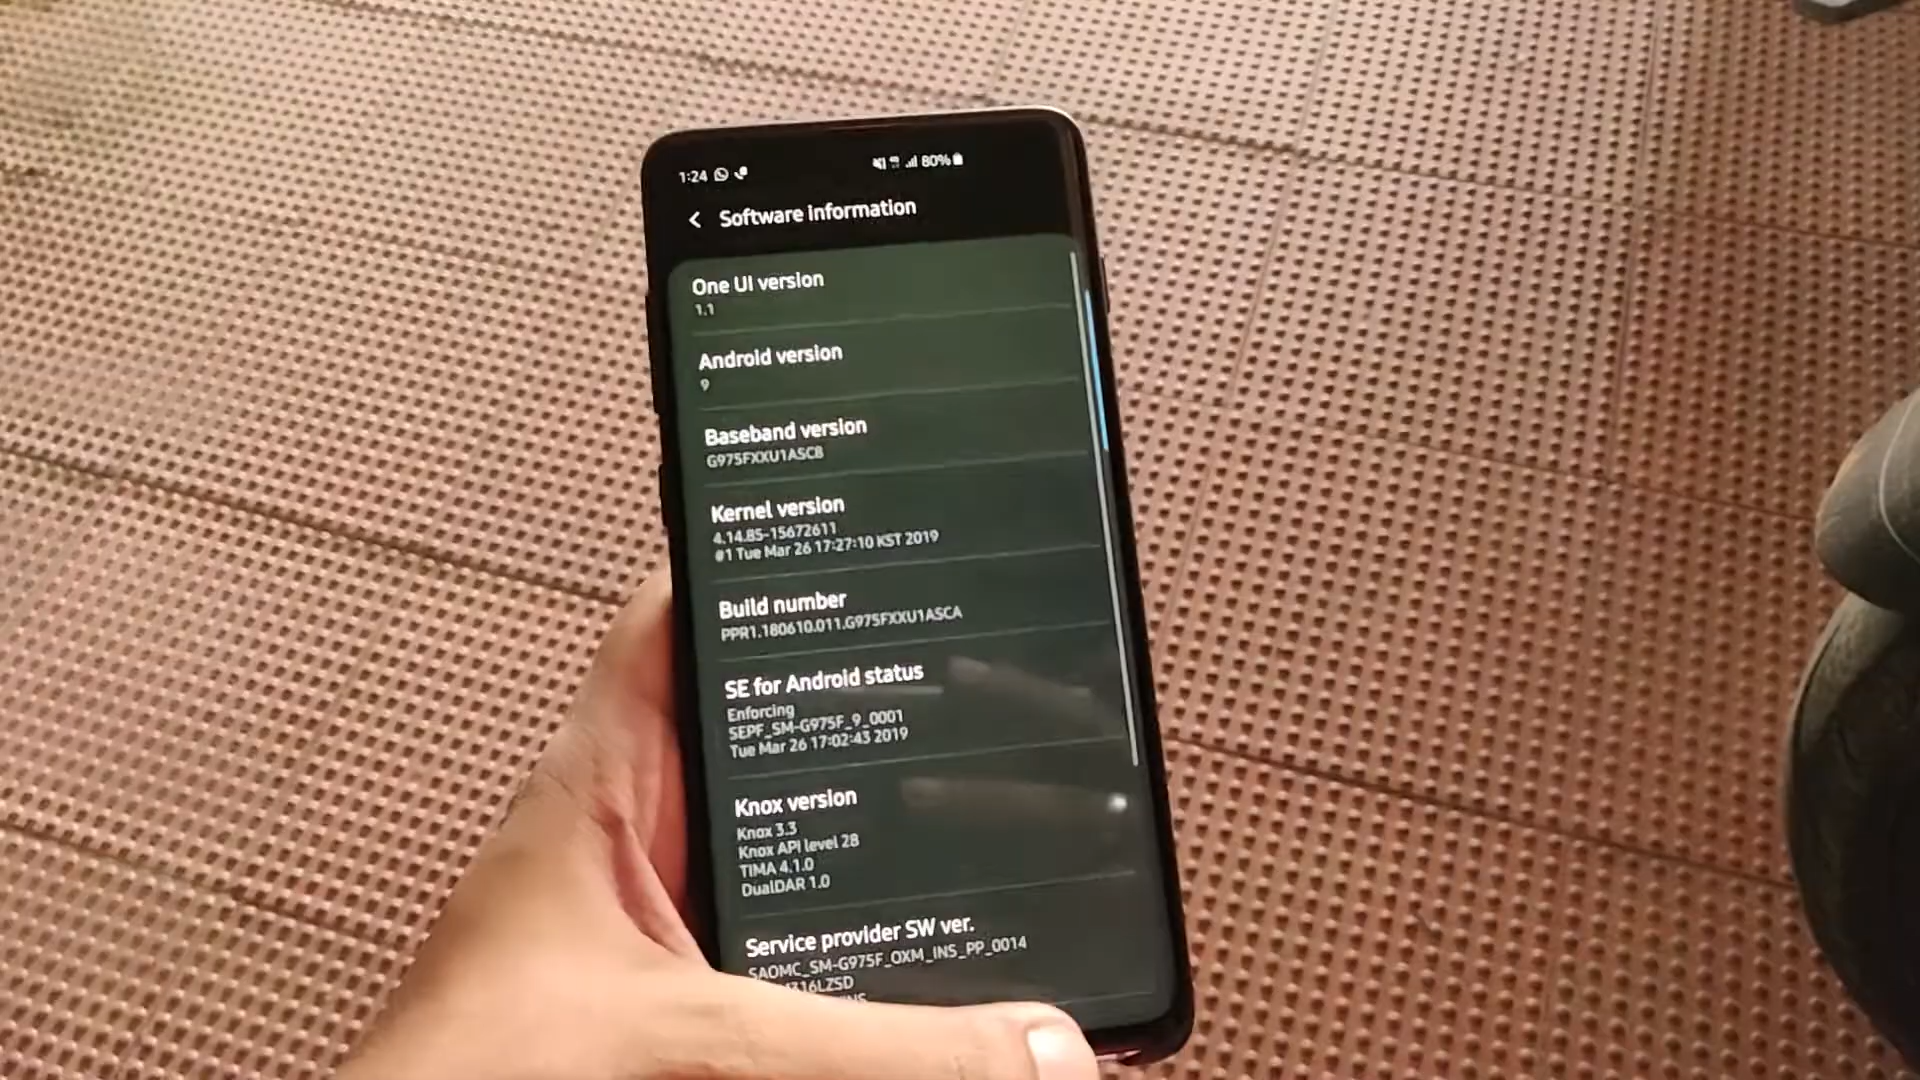 1:24
80%
Software information
One UI version
1.1
Android version
9
Baseband version
G975FXXU1ASC8
Kernel version
4.14.85-15672611
#1 Tue Mar 26 17:27:10 KST 2019
Build number
PPR1.180610.011.G975FXXU1ASCA
SE for Android status
Enforcing
SEPF_SM-G975F_9_0001
Tue Mar 26 17:02:43 2019
Knox version
Knox 3.3
Knox API level 28
TIMA 4.1.0
DualDAR 1.0
Service provider SW ver.
SAOMC_SM-G975F_OXM_INS_PP_0014